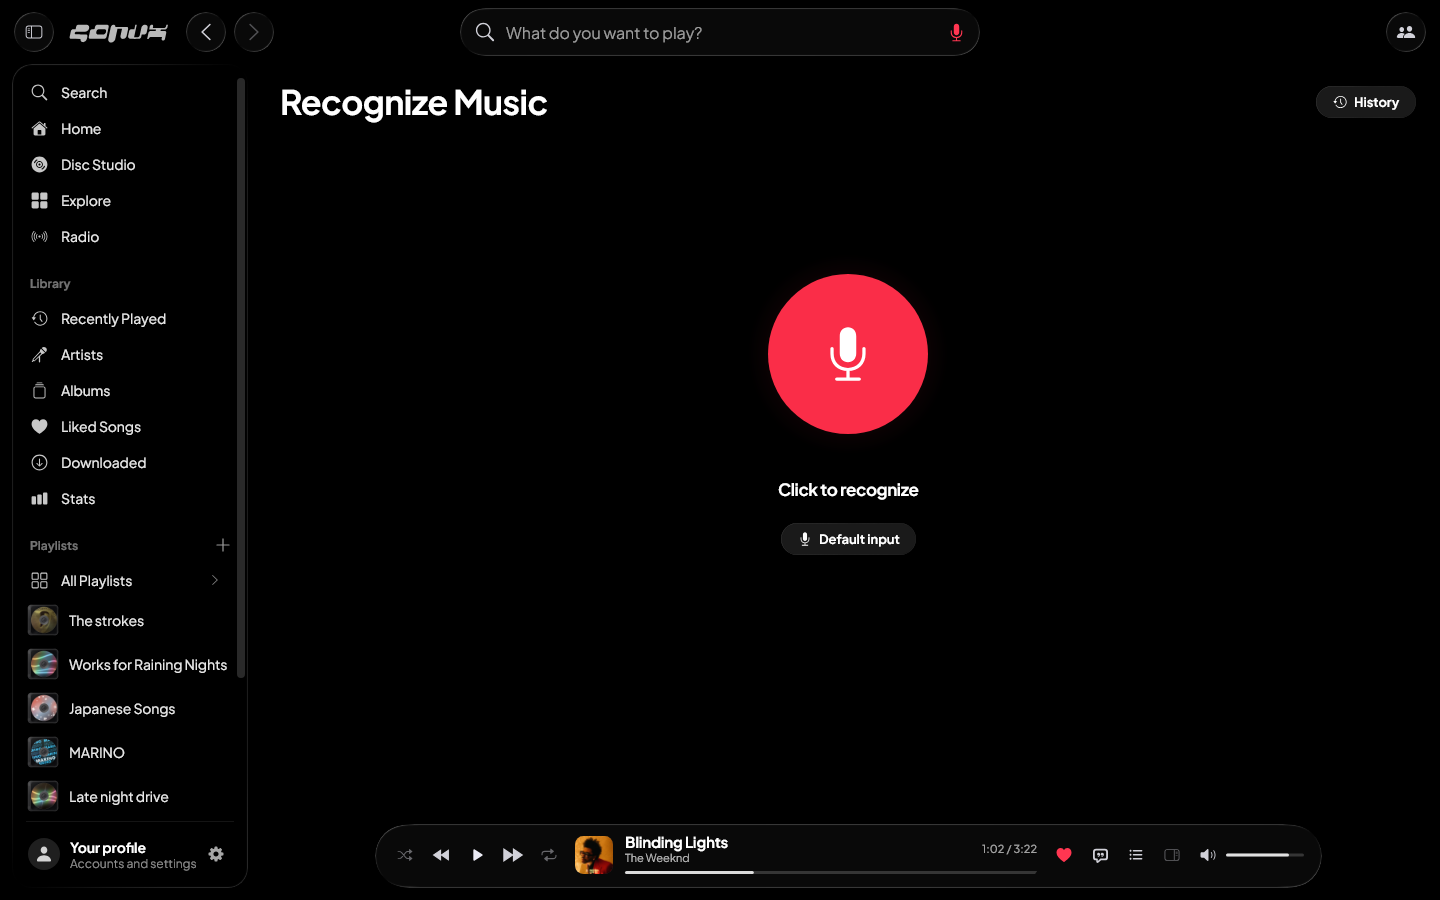 What do you want to play?
Search
Home
Disc Studio
Explore
Radio
Library
Recently Played
Artists
Albums
Liked Songs
Downloaded
Stats
Playlists
All Playlists
The strokes
Works for Raining Nights
Japanese Songs
MARINO
Late night drive
Your profile
Accounts and settings
Recognize Music
History
Click to recognize
Default input
Blinding Lights
The Weeknd
1:02 / 3:22